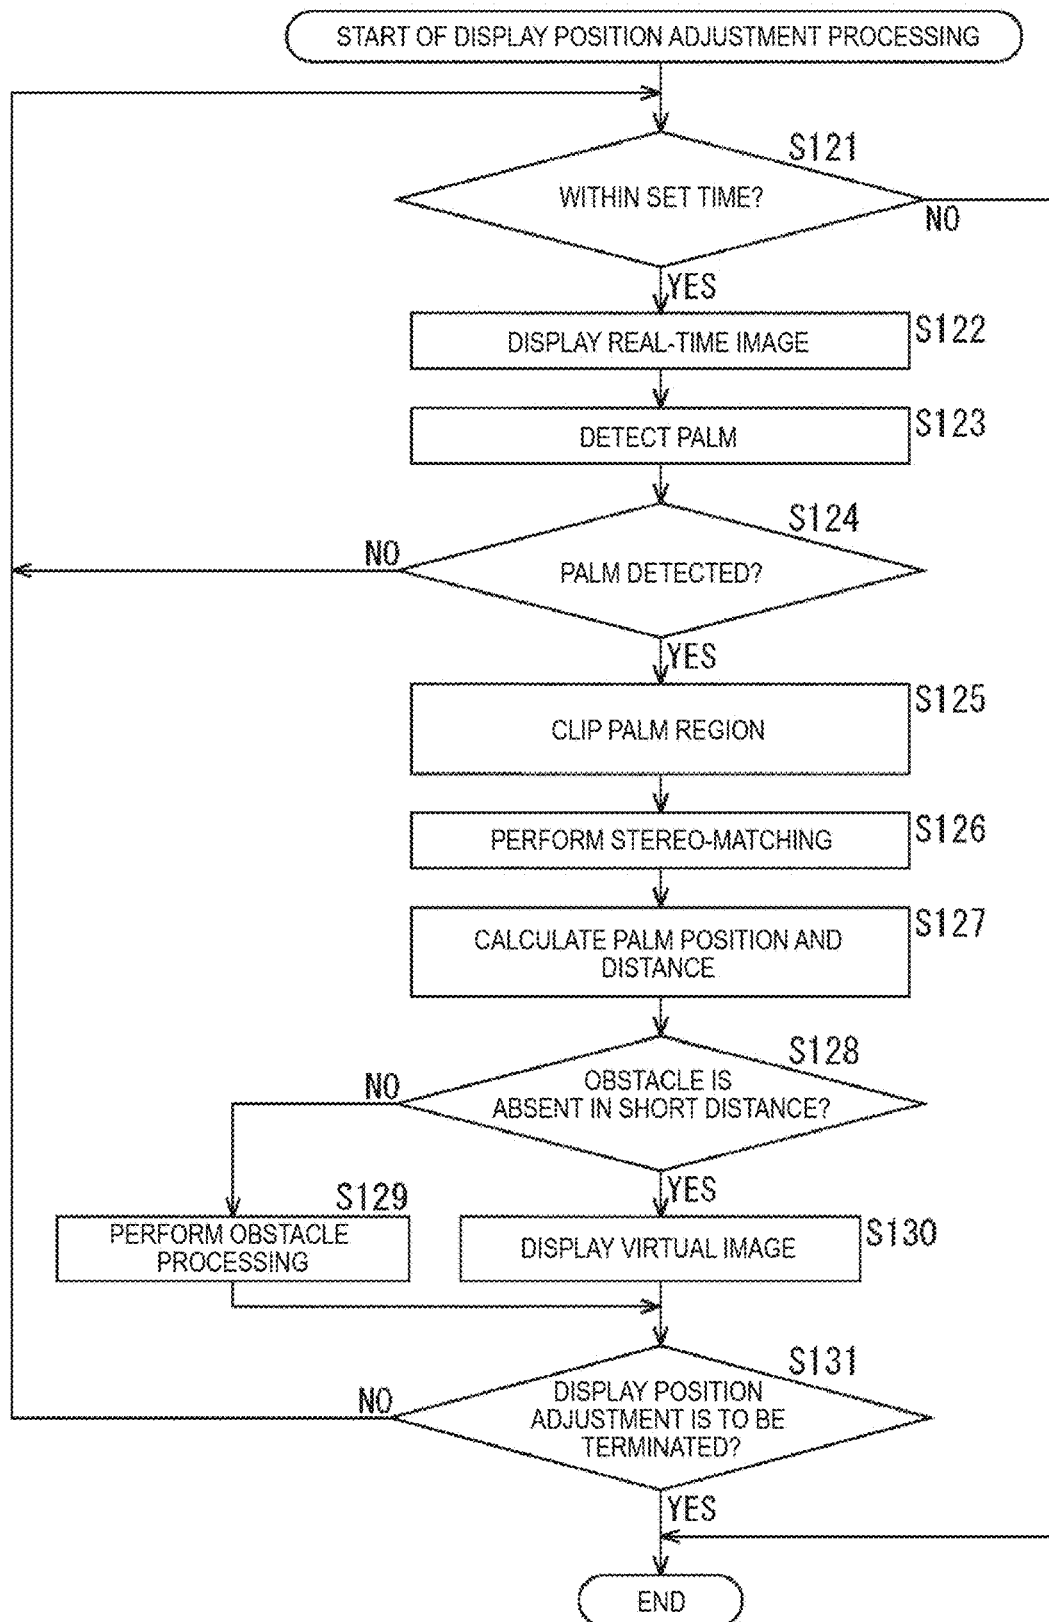 START OF DISPLAY POSITION ADJUSTMENT PROCESSING
S121
WITHIN SET TIME?
NO
YES
S122
DISPLAY REAL-TIME IMAGE
S123
DETECT PALM
S124
NO
PALM DETECTED?
YES
S125
CLIP PALM REGION
S126
PERFORM STEREO-MATCHING
S127
CALCULATE PALM POSITION AND
DISTANCE
S128
NO
OBSTACLE IS
ABSENT IN SHORT DISTANCE?
YES
S129
PERFORM OBSTACLE
PROCESSING
S130
DISPLAY VIRTUAL IMAGE
S131
NO
DISPLAY POSITION
ADJUSTMENT IS TO BE
TERMINATED?
YES
END